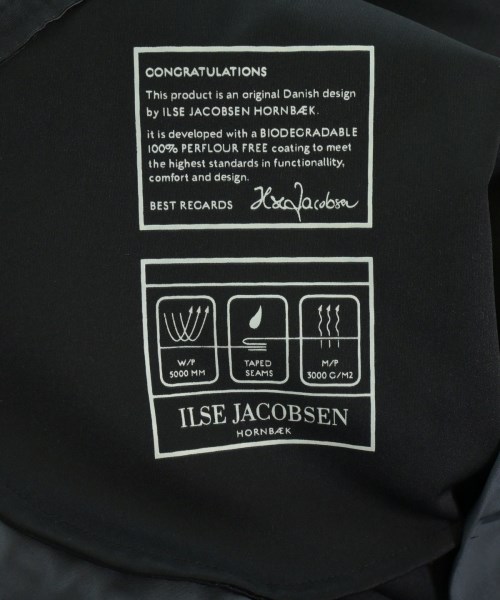 CONGRATULATIONS
This product is an original Danish design
by ILSE JACOBSEN HORNBÆK.
it is developed with a BIODEGRADABLE
100% PERFLOUR FREE coating to meet
the highest standards in functionallity,
comfort and design.
BEST REGARDS Ilse Jacobsen
W/P
5000 MM
TAPED
SEAMS
M/P
3000 G/M2
ILSE JACOBSEN
HORNBÆK